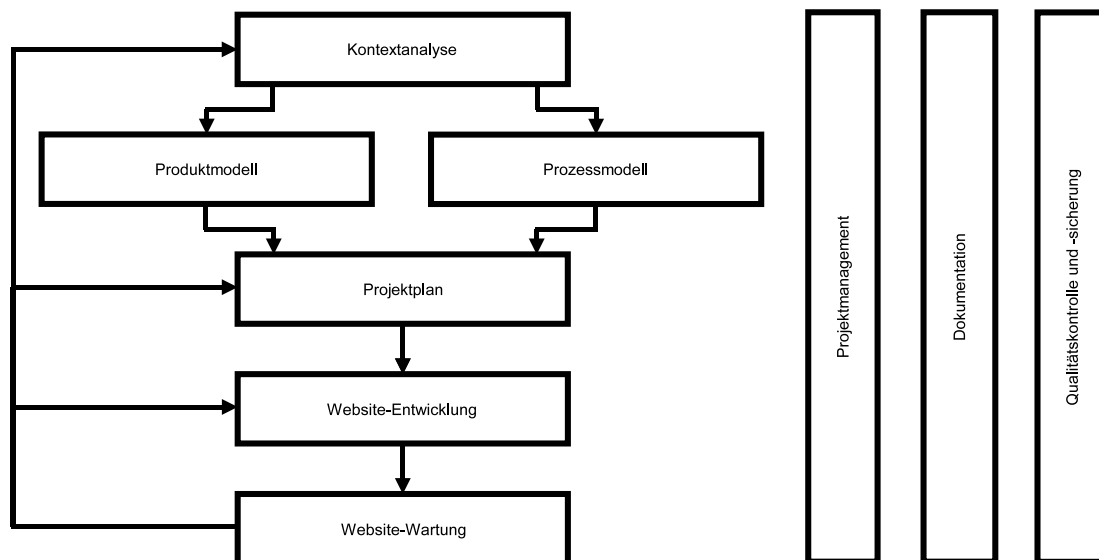 Kontextanalyse
Produktmodell
Prozessmodell
Projektplan
Website-Entwicklung
Website-Wartung
Projektmanagement
Dokumentation
Qualitätskontrolle und -sicherung